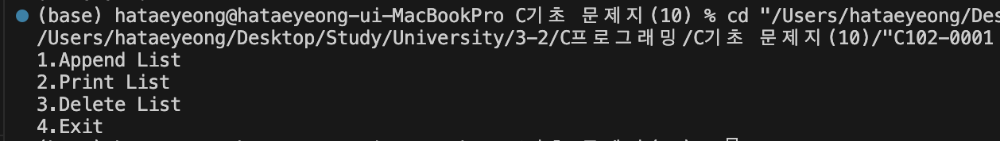 (base) hataeyeong@hataeyeong-ui-MacBookPro C기초 문제지(10) % cd "/Users/hataeyeong/Des
/Users/hataeyeong/Desktop/Study/University/3-2/C프로그래밍/C기초 문제지(10)/"C102-0001
1.Append List
2.Print List
3.Delete List
4.Exit